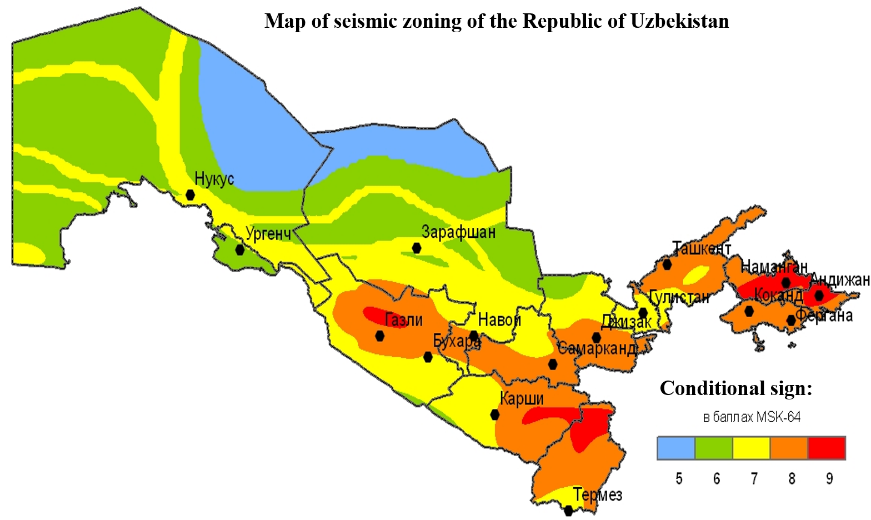 Map of seismic zoning of the Republic of Uzbekistan
Нукус
Ургенч
Зарафшан
Ташкент
Наманган
Андижан
Гулистан
Коканд
Фергана
Газли
Навои
Джизак
Бухара
Самарканд
Карши
Термез
Conditional sign:
в баллах MSK-64
5 6 7 8 9